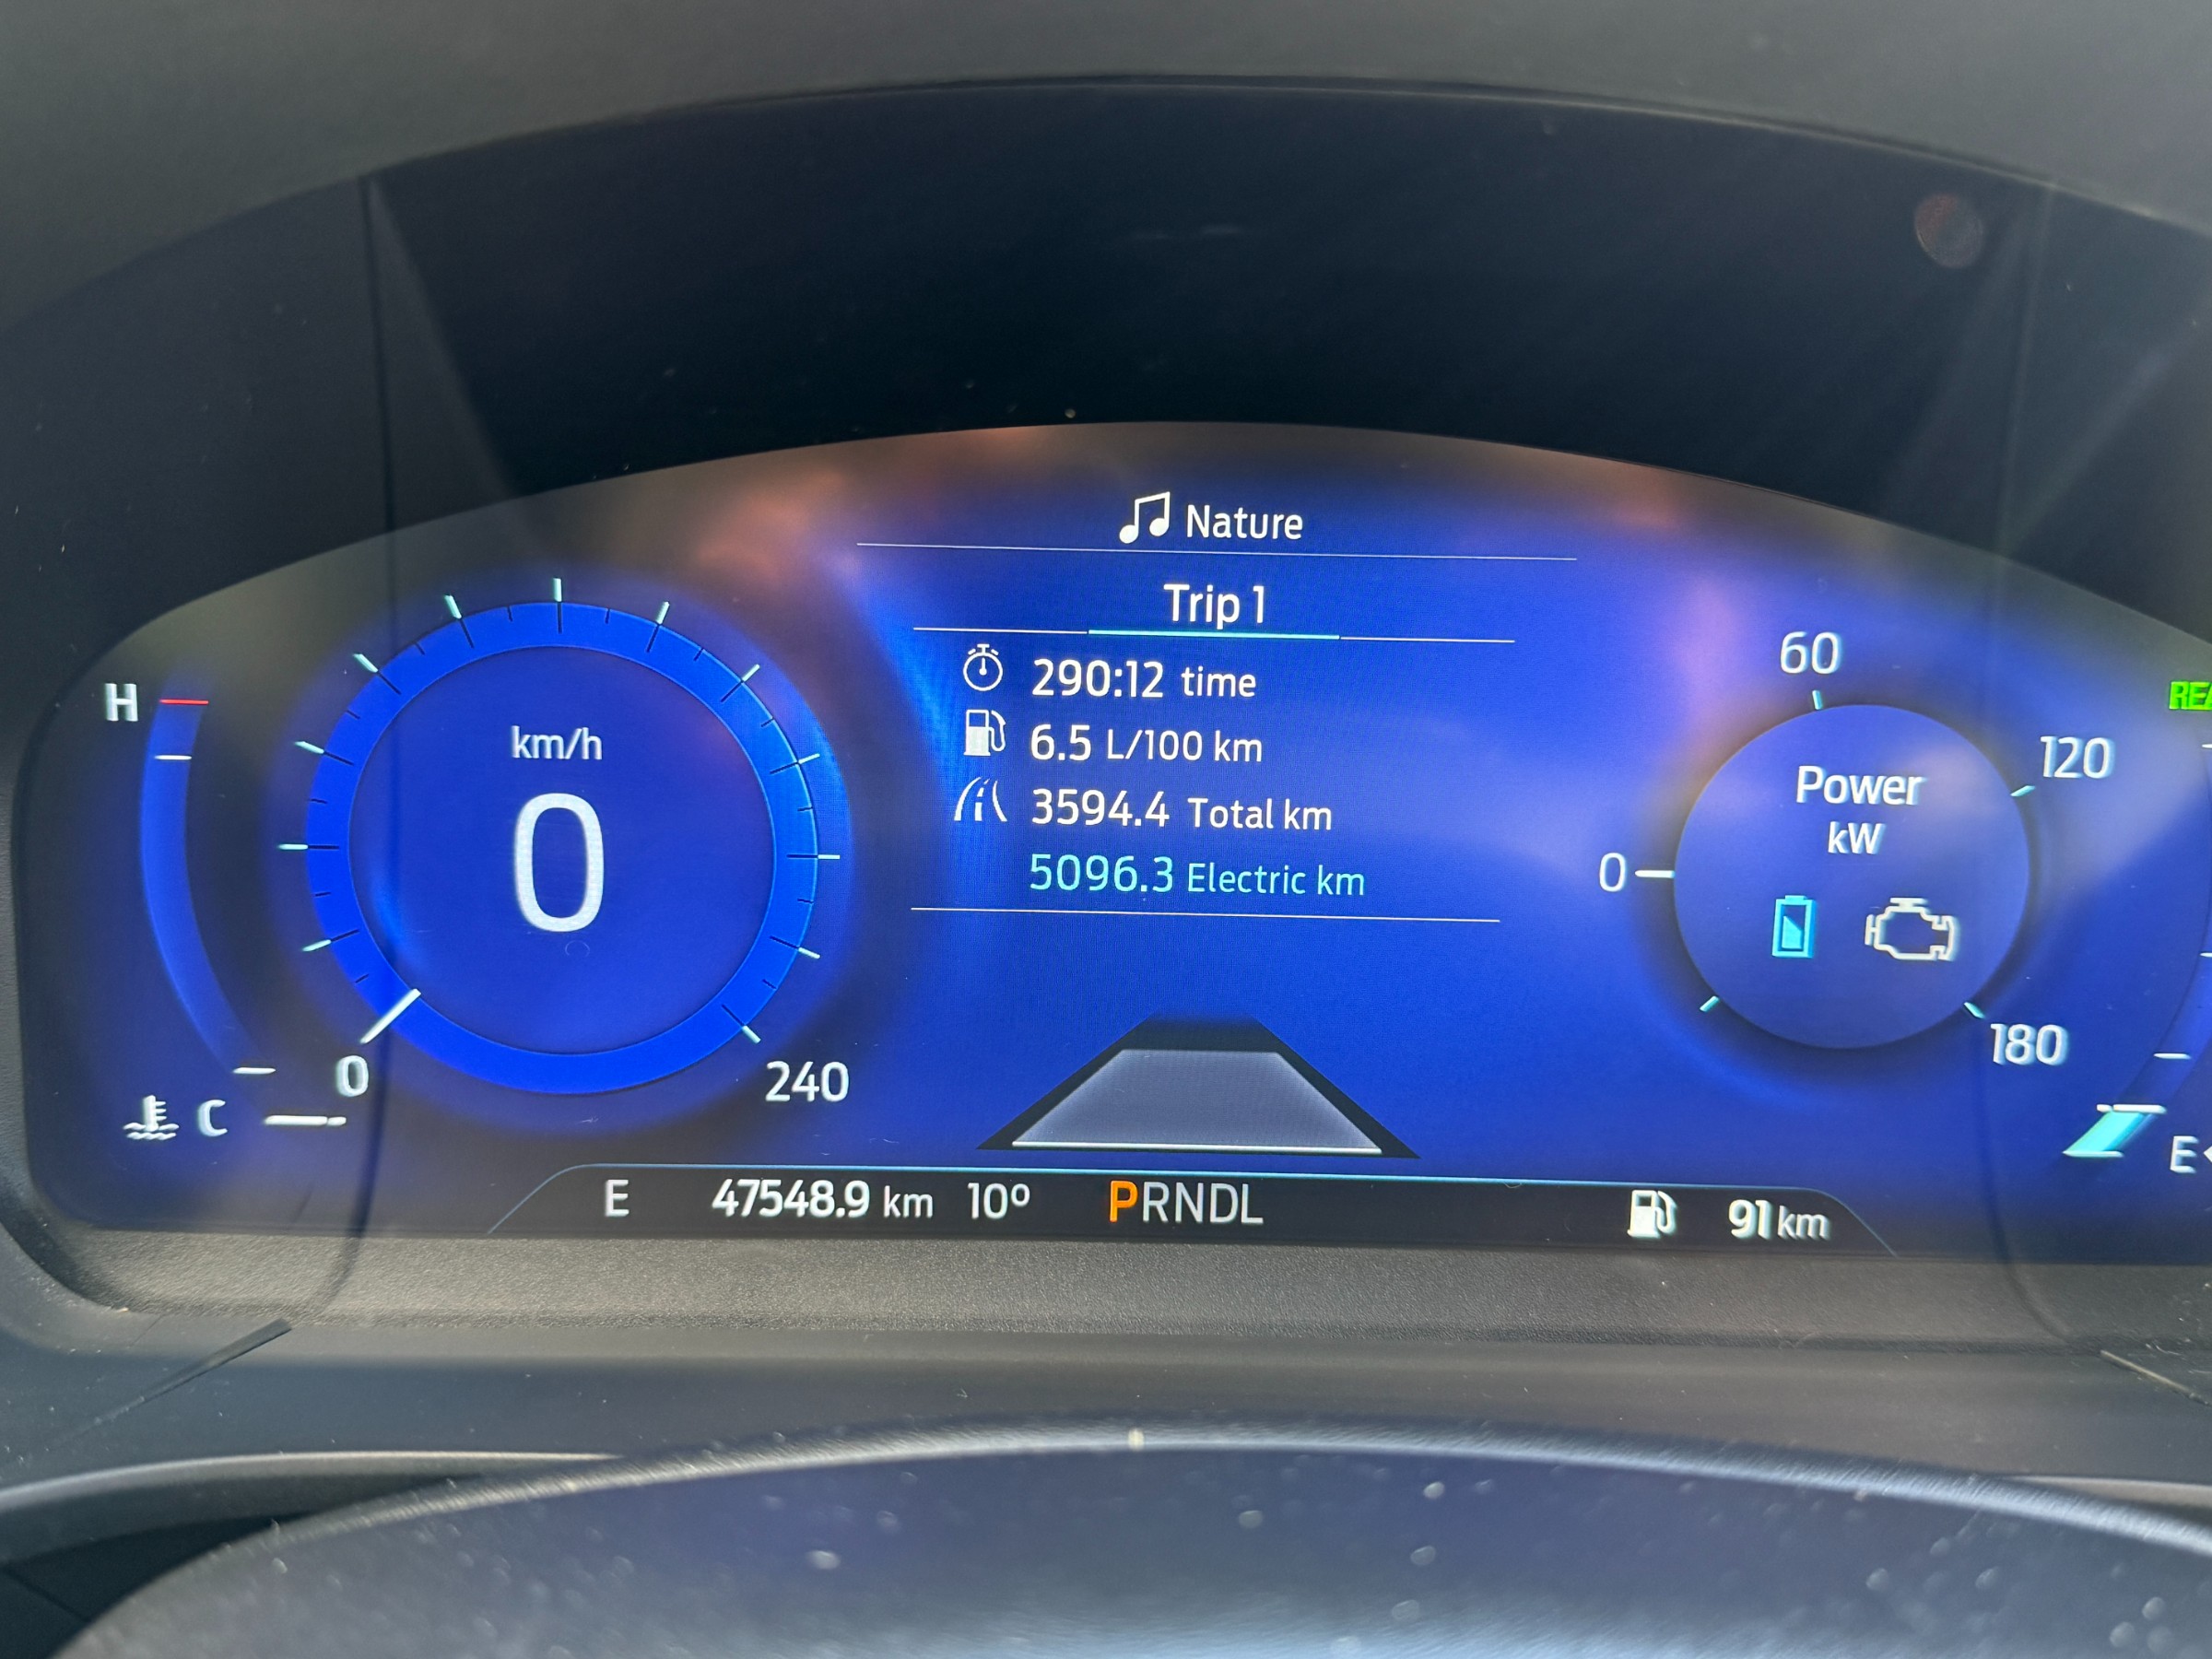 Nature
Trip 1
290:12 time
6.5 L/100 km
3594.4 Total km
5096.3 Electric km
H
km/h
0
0
240
C
60
120
Power
kW
0
180
E
E 47548.9 km 10º PRNDL 91 km